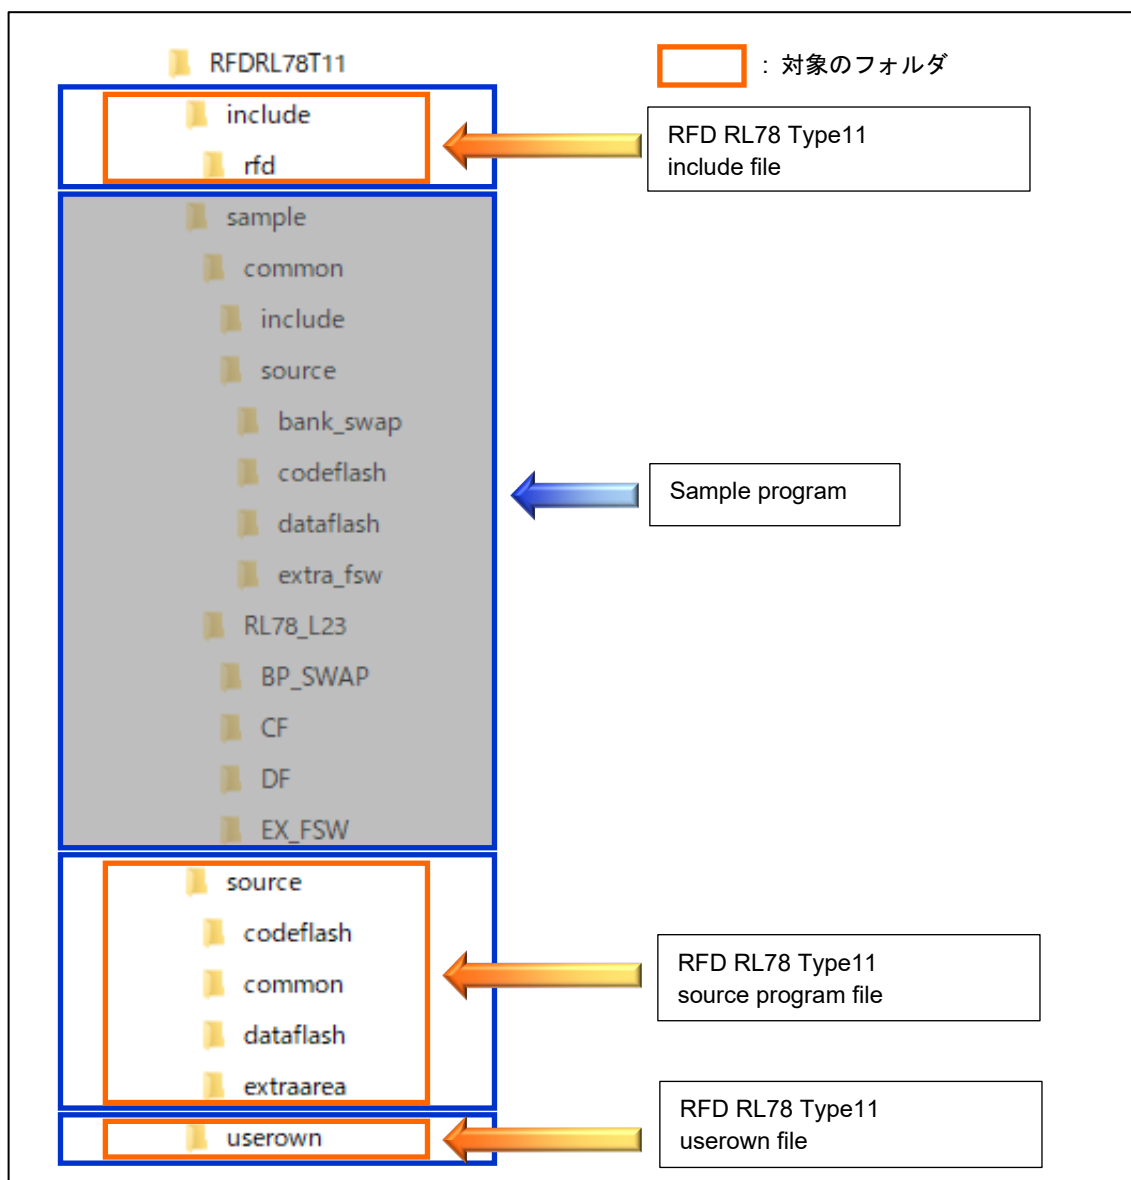 RFDRL78T11
: 対象のフォルダ
include
rfd
RFD RL78 Type11
include file
sample
common
include
source
bank_swap
codeflash
dataflash
extra_fsw
Sample program
RL78_L23
BP_SWAP
CF
DF
EX_FSW
source
codeflash
common
dataflash
extraarea
RFD RL78 Type11
source program file
userown
RFD RL78 Type11
userown file